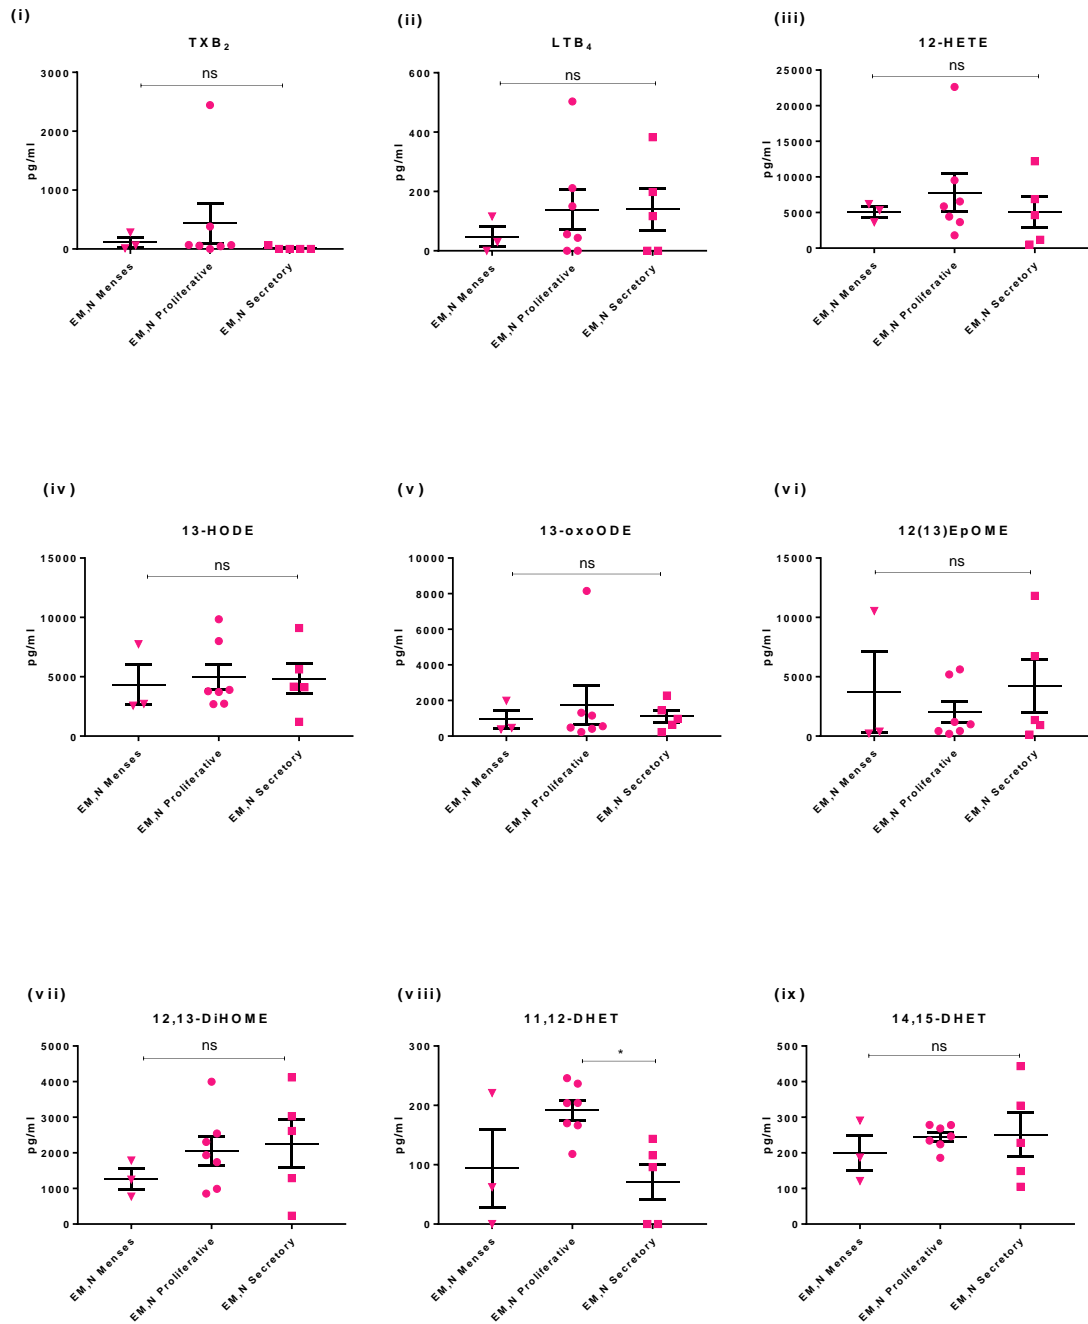 (i)
TXB₂
ns
3000
2000
1000
0
pg/ml
EM,N Menses
EM,N Proliferative
EM,N Secretory
(ii)
LTB₄
ns
600
400
200
0
pg/ml
EM,N Menses
EM,N Proliferative
EM,N Secretory
(iii)
12-HETE
ns
25000
20000
15000
10000
5000
0
pg/ml
EM,N Menses
EM,N Proliferative
EM,N Secretory
(iv)
13-HODE
ns
15000
10000
5000
0
pg/ml
EM,N Menses
EM,N Proliferative
EM,N Secretory
(v)
13-oxoODE
ns
10000
8000
6000
4000
2000
0
pg/ml
EM,N Menses
EM,N Proliferative
EM,N Secretory
(vi)
12(13)EpOME
ns
15000
10000
5000
0
pg/ml
EM,N Menses
EM,N Proliferative
EM,N Secretory
(vii)
12,13-DiHOME
ns
5000
4000
3000
2000
1000
0
pg/ml
EM,N Menses
EM,N Proliferative
EM,N Secretory
(viii)
11,12-DHET
*
300
200
100
0
pg/ml
EM,N Menses
EM,N Proliferative
EM,N Secretory
(ix)
14,15-DHET
ns
500
400
300
200
100
0
pg/ml
EM,N Menses
EM,N Proliferative
EM,N Secretory